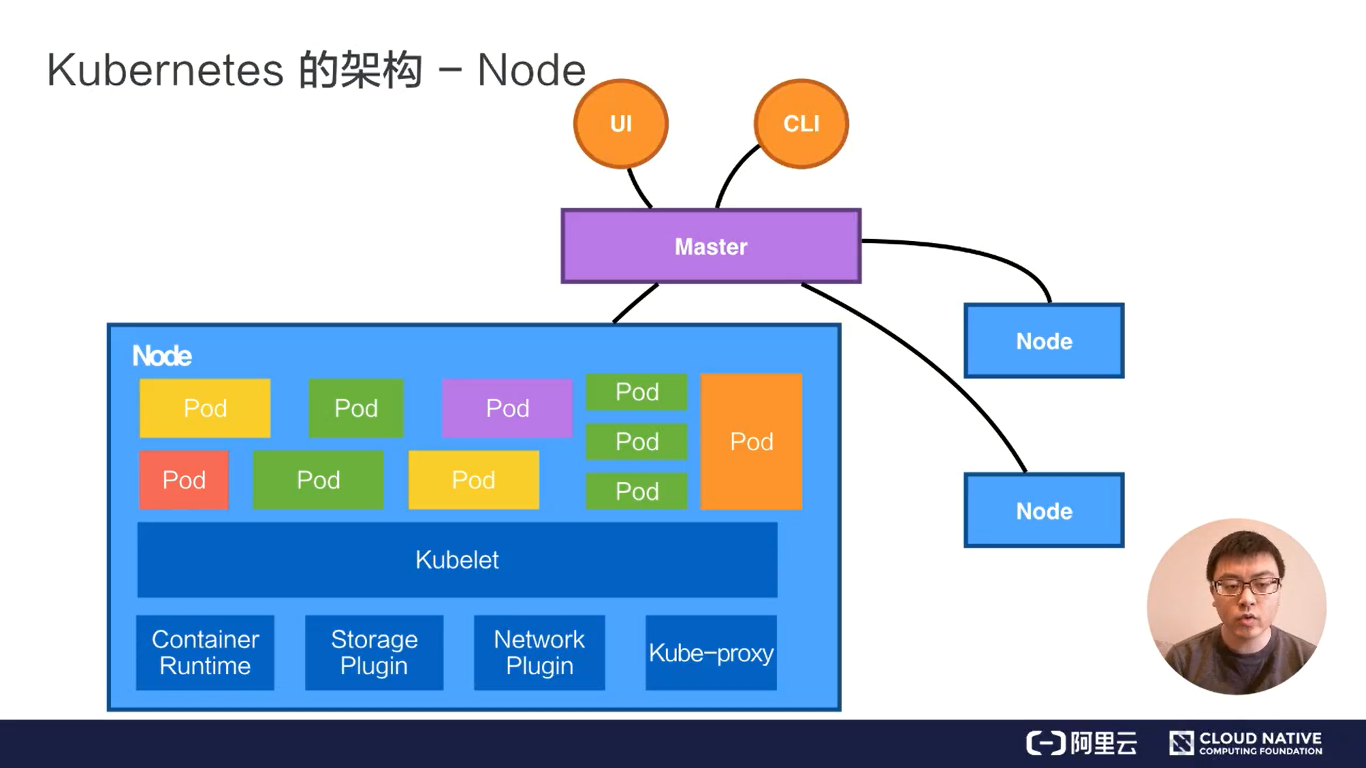 Kubernetes 的架构 – Node
UI
CLI
Master
Node
Node
Node
Pod
Pod
Pod
Pod
Pod
Pod
Pod
Pod
Pod
Pod
Kubelet
Container
Runtime
Storage
Plugin
Network
Plugin
Kube–proxy
阿里云
CLOUD NATIVE
COMPUTING FOUNDATION